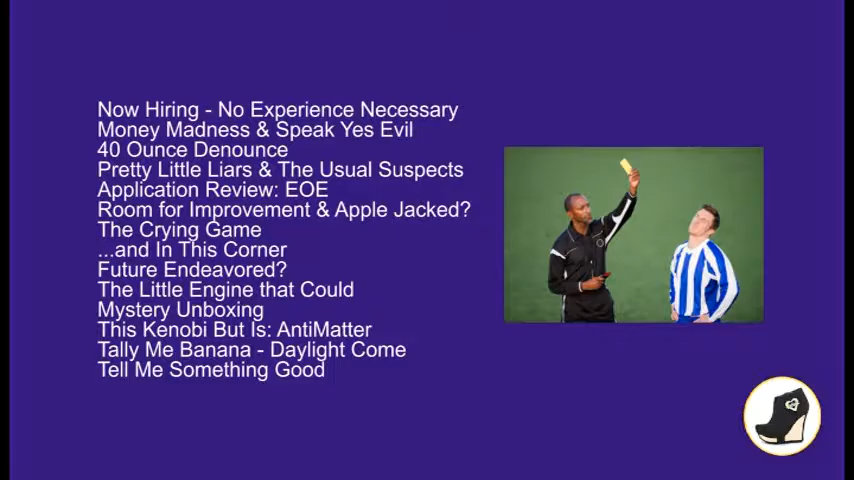 Now Hiring - No Experience Necessary
Money Madness & Speak Yes Evil
40 Ounce Denounce
Pretty Little Liars & The Usual Suspects
Application Review: EOE
Room for Improvement & Apple Jacked?
The Crying Game
...and In This Corner
Future Endeavored?
The Little Engine that Could
Mystery Unboxing
This Kenobi But Is: AntiMatter
Tally Me Banana - Daylight Come
Tell Me Something Good